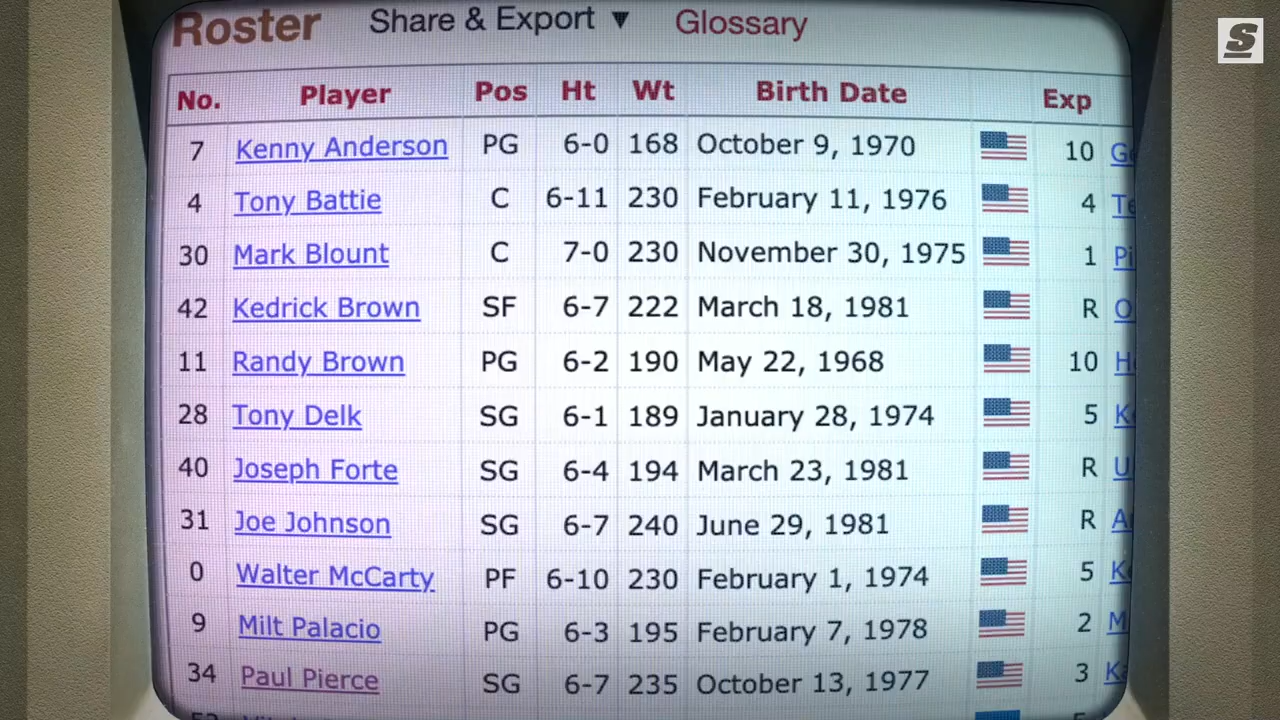 Roster Share & Export ▼ Glossary
No. Player Pos Ht Wt Birth Date Exp
7 Kenny Anderson PG 6-0 168 October 9, 1970 10 G
4 Tony Battie C 6-11 230 February 11, 1976 4 Te
30 Mark Blount C 7-0 230 November 30, 1975 1 Pi
42 Kedrick Brown SF 6-7 222 March 18, 1981 R O
11 Randy Brown PG 6-2 190 May 22, 1968 10 H
28 Tony Delk SG 6-1 189 January 28, 1974 5 K
40 Joseph Forte SG 6-4 194 March 23, 1981 R U
31 Joe Johnson SG 6-7 240 June 29, 1981 R A
0 Walter McCarty PF 6-10 230 February 1, 1974 5 K
9 Milt Palacio PG 6-3 195 February 7, 1978 2 M
34 Paul Pierce SG 6-7 235 October 13, 1977 3 Ka
S